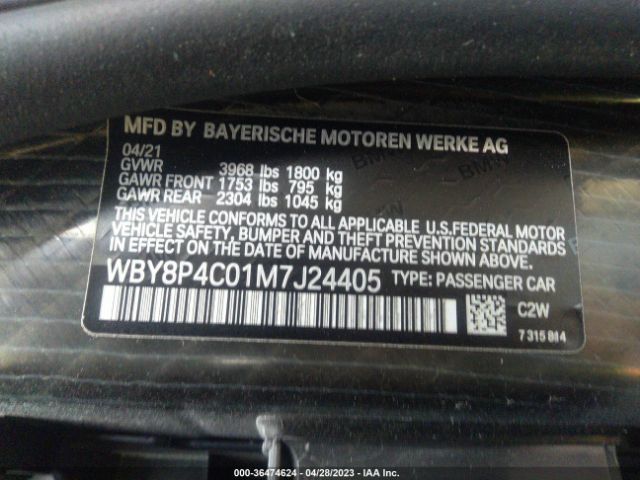 MFD BY BAYERISCHE MOTOREN WERKE AG
04/21
GVWR 3968 lbs 1800 kg
GAWR FRONT 1753 lbs 795 kg
GAWR REAR 2304 lbs 1045 kg
THIS VEHICLE CONFORMS TO ALL APPLICABLE U.S.FEDERAL MOTOR
VEHICLE SAFETY, BUMPER AND THEFT PREVENTION STANDARDS
IN EFFECT ON THE DATE OF MANUFACTURE SHOWN ABOVE.
WBY8P4C01M7J24405 TYPE: PASSENGER CAR
C2W
7 315 814
000-36474624 / 04/28/2023 - IAA Inc.